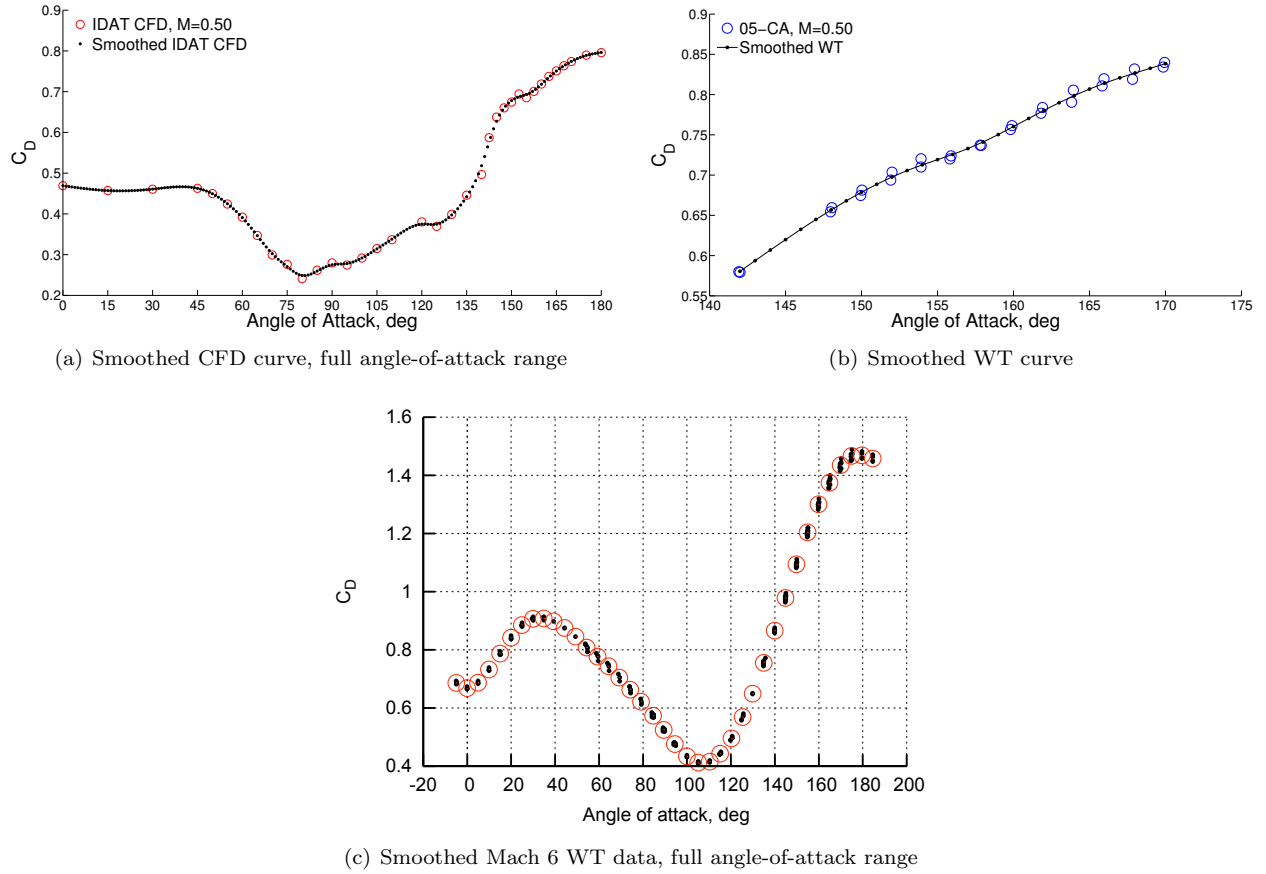 IDAT CFD, M=0.50
Smoothed IDAT CFD
0.9
0.8
0.7
0.6
0.5
0.4
0.3
0.2
C_D
0 15 30 45 60 75 90 105 120 135 150 165 180
Angle of Attack, deg
(a) Smoothed CFD curve, full angle-of-attack range
05-CA, M=0.50
Smoothed WT
0.9
0.85
0.8
0.75
0.7
0.65
0.6
0.55
C_D
140 145 150 155 160 165 170 175
Angle of Attack, deg
(b) Smoothed WT curve
1.6
1.4
1.2
1
0.8
0.6
0.4
C_D
-20 0 20 40 60 80 100 120 140 160 180 200
Angle of attack, deg
(c) Smoothed Mach 6 WT data, full angle-of-attack range